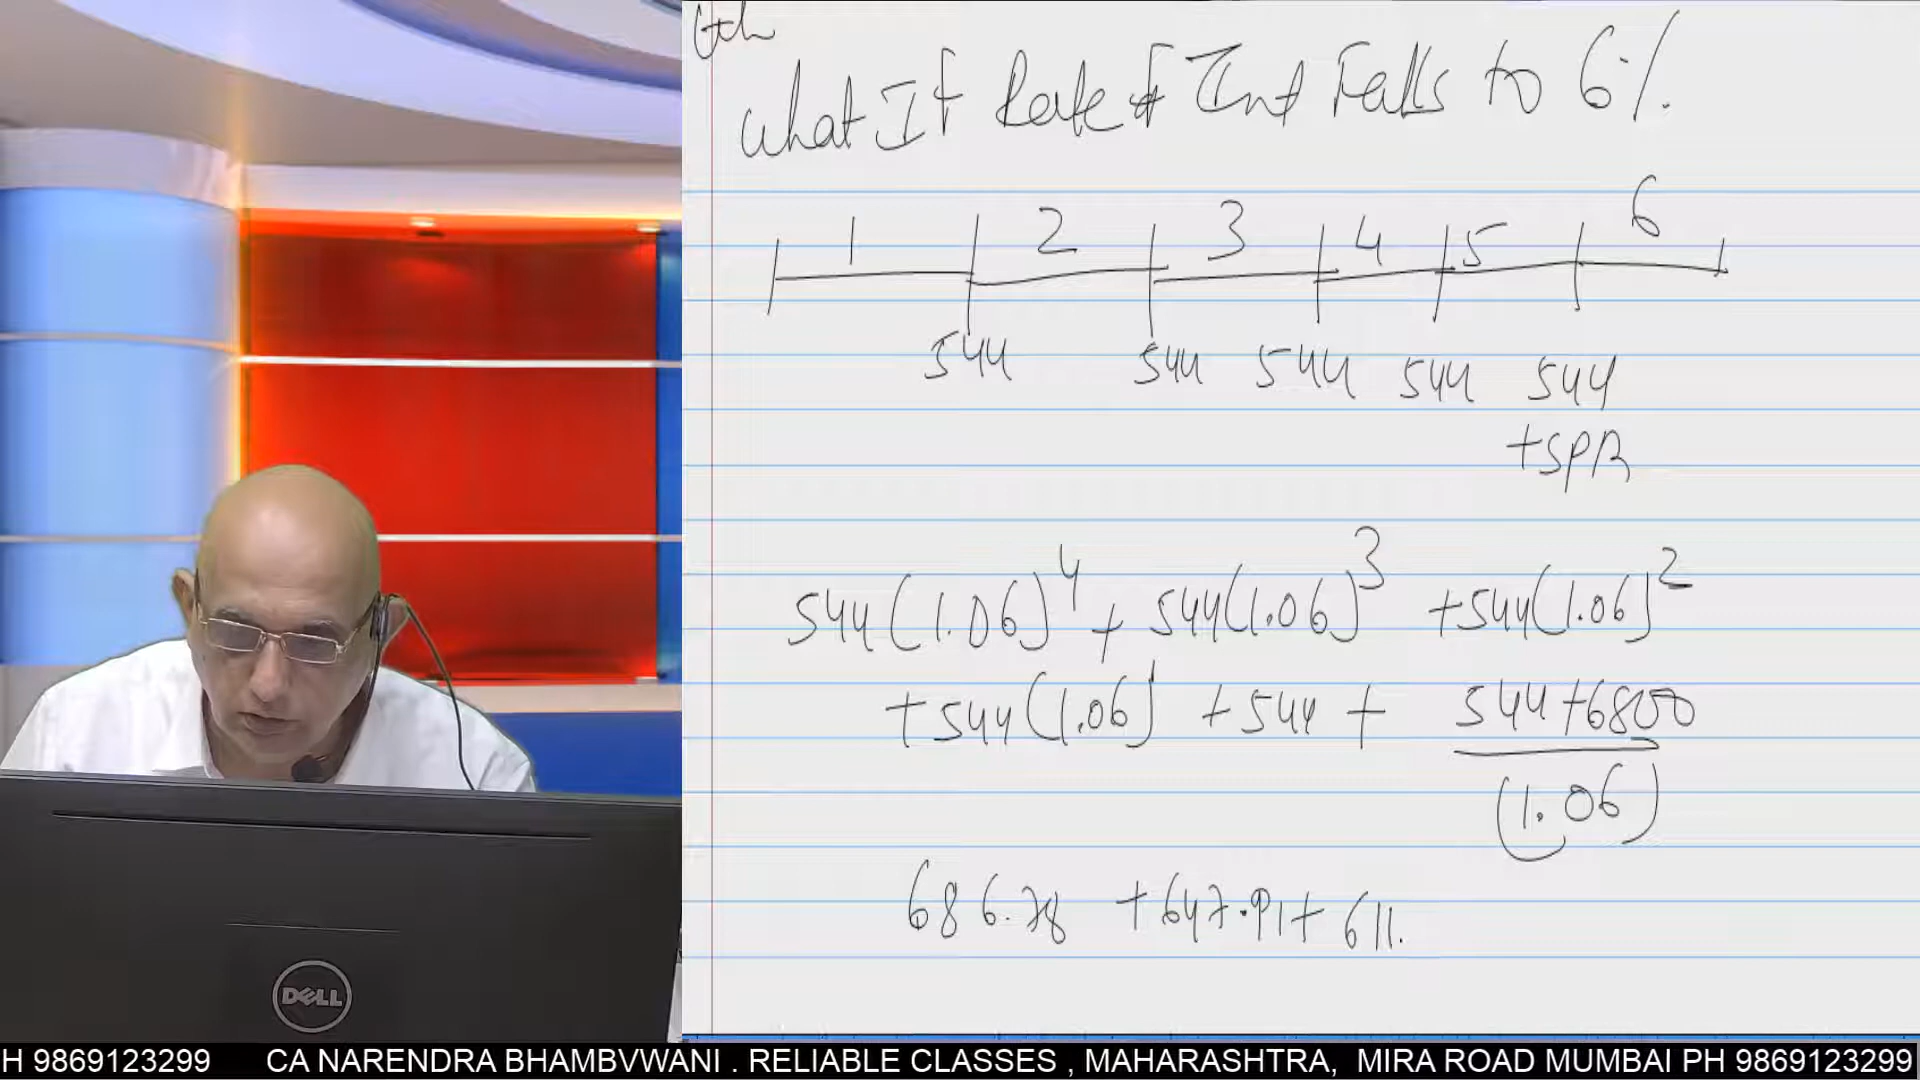 What If Rate of Int Falls to 6%.
1 2 3 4 5 6
544 544 544 544 544
+SPR
544(1.06)^4 + 544(1.06)^3 +544(1.06)^2
+544(1.06)^1 +544 + 544+6800
(1.06)
686.78 +647.91+ 611.
DELL
H 9869123299 CA NARENDRA BHAMBVWANI . RELIABLE CLASSES , MAHARASHTRA, MIRA ROAD MUMBAI PH 9869123299